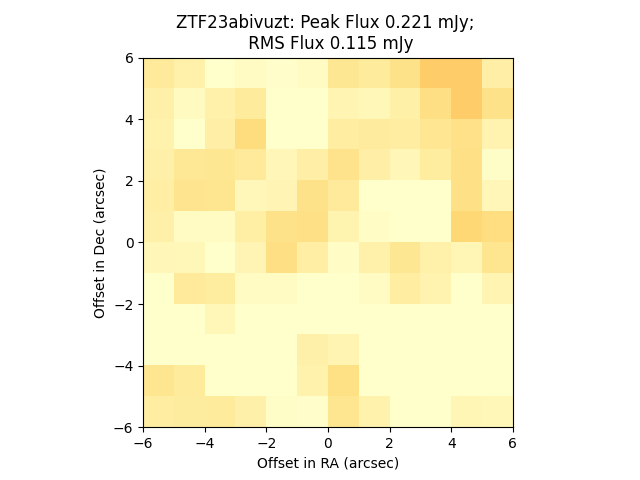 ZTF23abivuzt: Peak Flux 0.221 mJy;
RMS Flux 0.115 mJy
6
4
2
0
−2
−4
−6
Offset in Dec (arcsec)
−6 −4 −2 0 2 4 6
Offset in RA (arcsec)